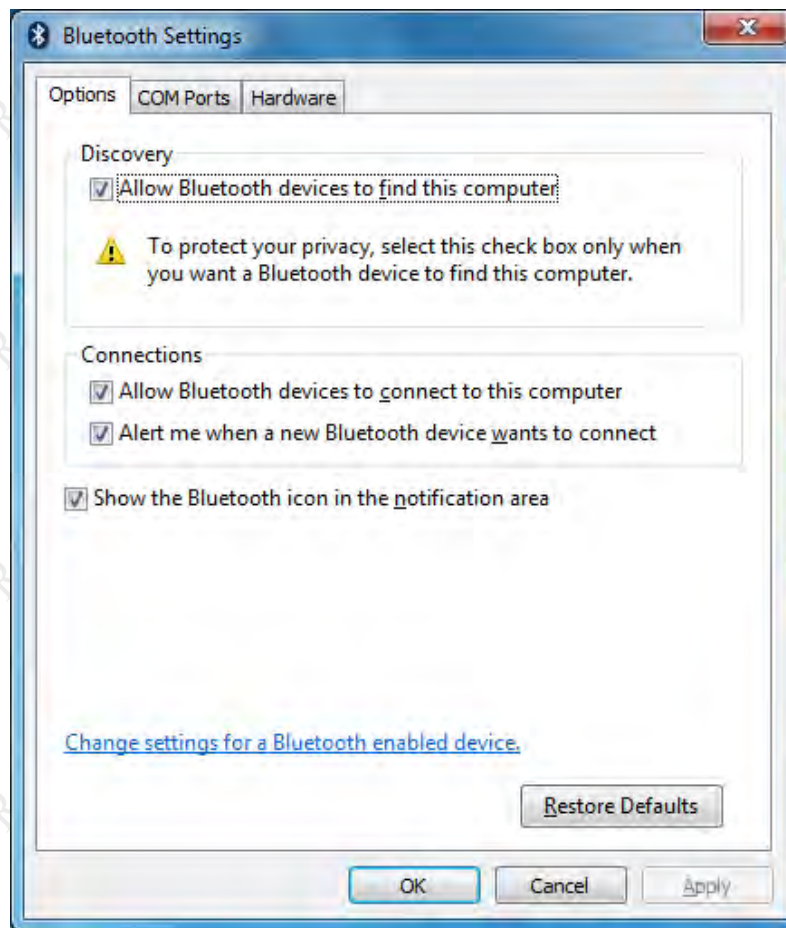 Bluetooth Settings
Options COM Ports Hardware
Discovery
Allow Bluetooth devices to find this computer
To protect your privacy, select this check box only when
you want a Bluetooth device to find this computer.
Connections
Allow Bluetooth devices to connect to this computer
Alert me when a new Bluetooth device wants to connect
Show the Bluetooth icon in the notification area
Change settings for a Bluetooth enabled device.
Restore Defaults
OK Cancel Apply